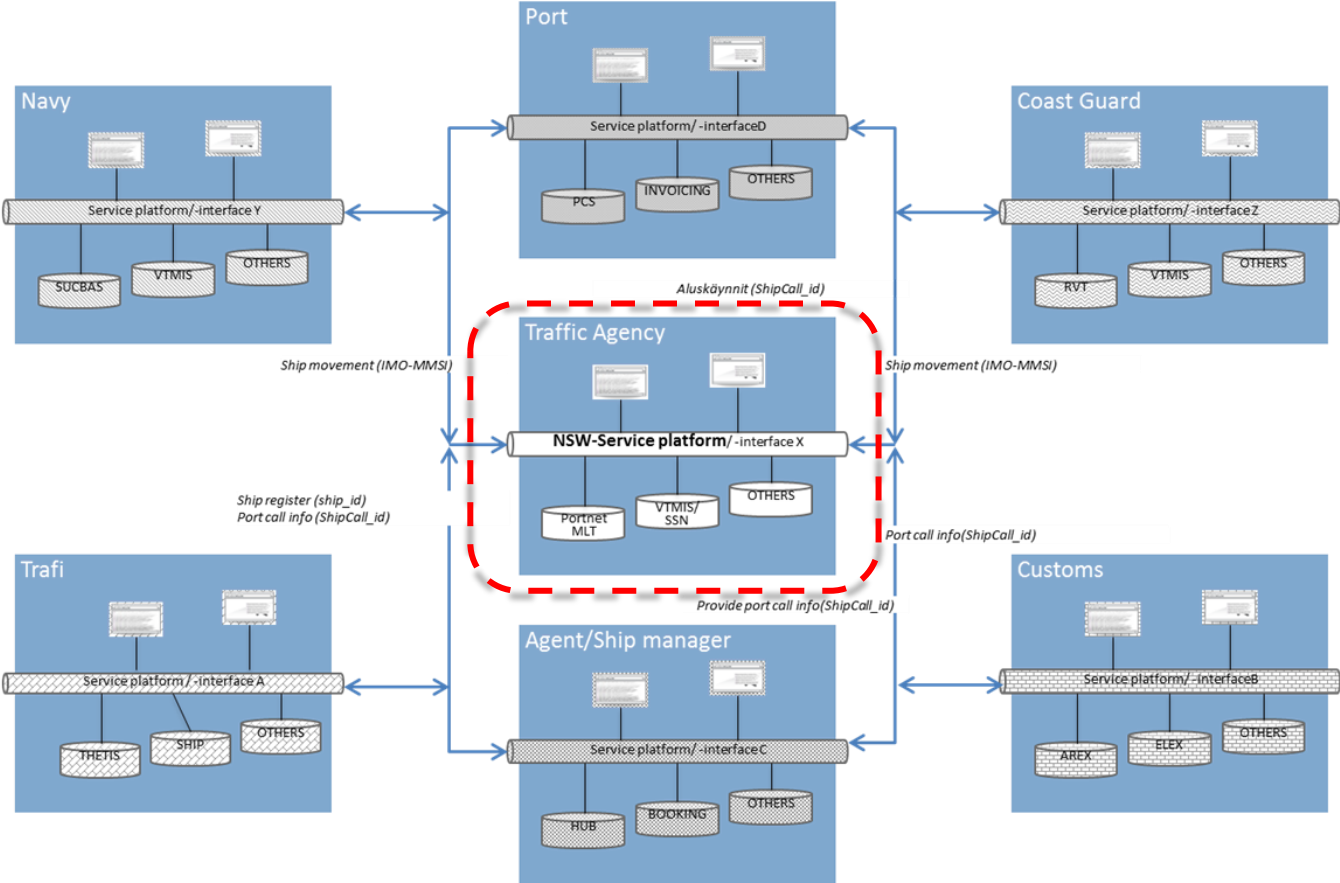 Port
Service platform/ -interfaceD
PCS
INVOICING
OTHERS
Navy
Service platform/-interface Y
SUCBAS
VTMIS
OTHERS
Coast Guard
Service platform/ -interface Z
RVT
VTMIS
OTHERS
Aluskäynnit (ShipCall_id)
Ship movement (IMO-MMSI)
Traffic Agency
NSW-Service platform/ -interface X
Portnet
MLT
VTMIS/
SSN
OTHERS
Ship movement (IMO-MMSI)
Ship register (ship_id)
Port call info (ShipCall_id)
Port call info(ShipCall_id)
Provide port call info(ShipCall_id)
Trafi
Service platform/ -interface A
THETIS
SHIP
OTHERS
Agent/Ship manager
Service platform/ -interface C
HUB
BOOKING
OTHERS
Customs
Service platform/ -interfaceB
AREX
ELEX
OTHERS